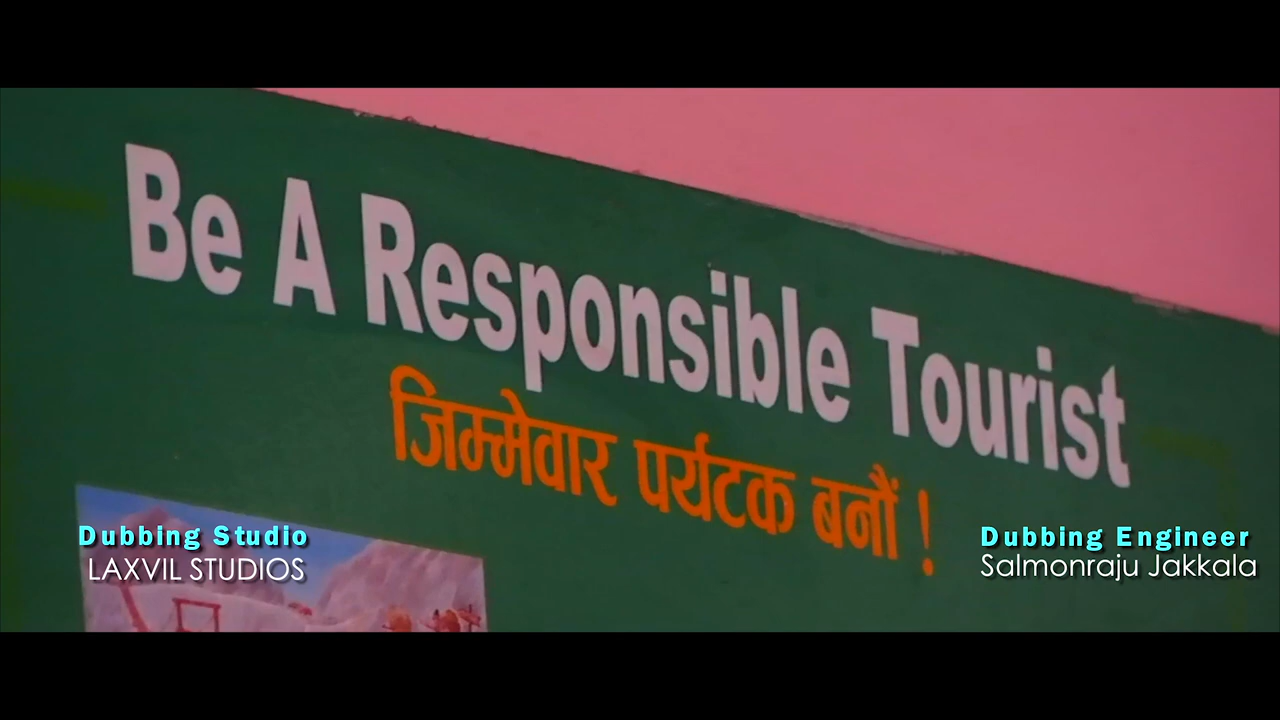 Be A Responsible Tourist
जिम्मेवार पर्यटक बनौं !
Dubbing Studio
LAXVIL STUDIOS
Dubbing Engineer
Salmonraju Jakkala